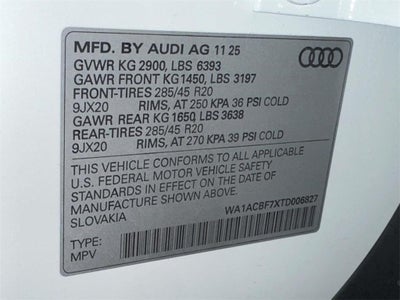 MFD. BY AUDI AG 11 25
GVWR KG 2900, LBS 6393
GAWR FRONT KG1450, LBS 3197
FRONT-TIRES 285/45 R20
9JX20 RIMS, AT 250 KPA 36 PSI COLD
GAWR REAR KG 1650, LBS 3638
REAR-TIRES 285/45 R20
9JX20 RIMS, AT 270 KPA 39 PSI COLD
THIS VEHICLE CONFORMS TO ALL APPLICABLE
U.S. FEDERAL MOTOR VEHICLE SAFETY
STANDARDS IN EFFECT ON THE DATE OF
MANUFACTURE SHOWN ABOVE.
SLOVAKIA WA1ACBF7XTD006827
TYPE:
MPV